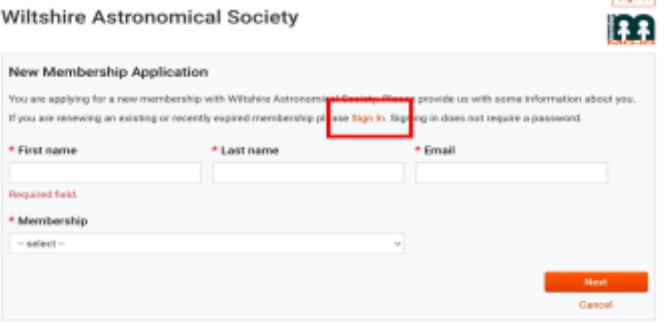 Wiltshire Astronomical Society
New Membership Application
You are applying for a new membership with Wiltshire Astronomical Society. Please provide us with some information about you.
If you are renewing an existing or recently expired membership please Sign In. Signing in does not require a password.
* First name * Last name * Email
Required field.
* Membership
-- select --
Next
Cancel